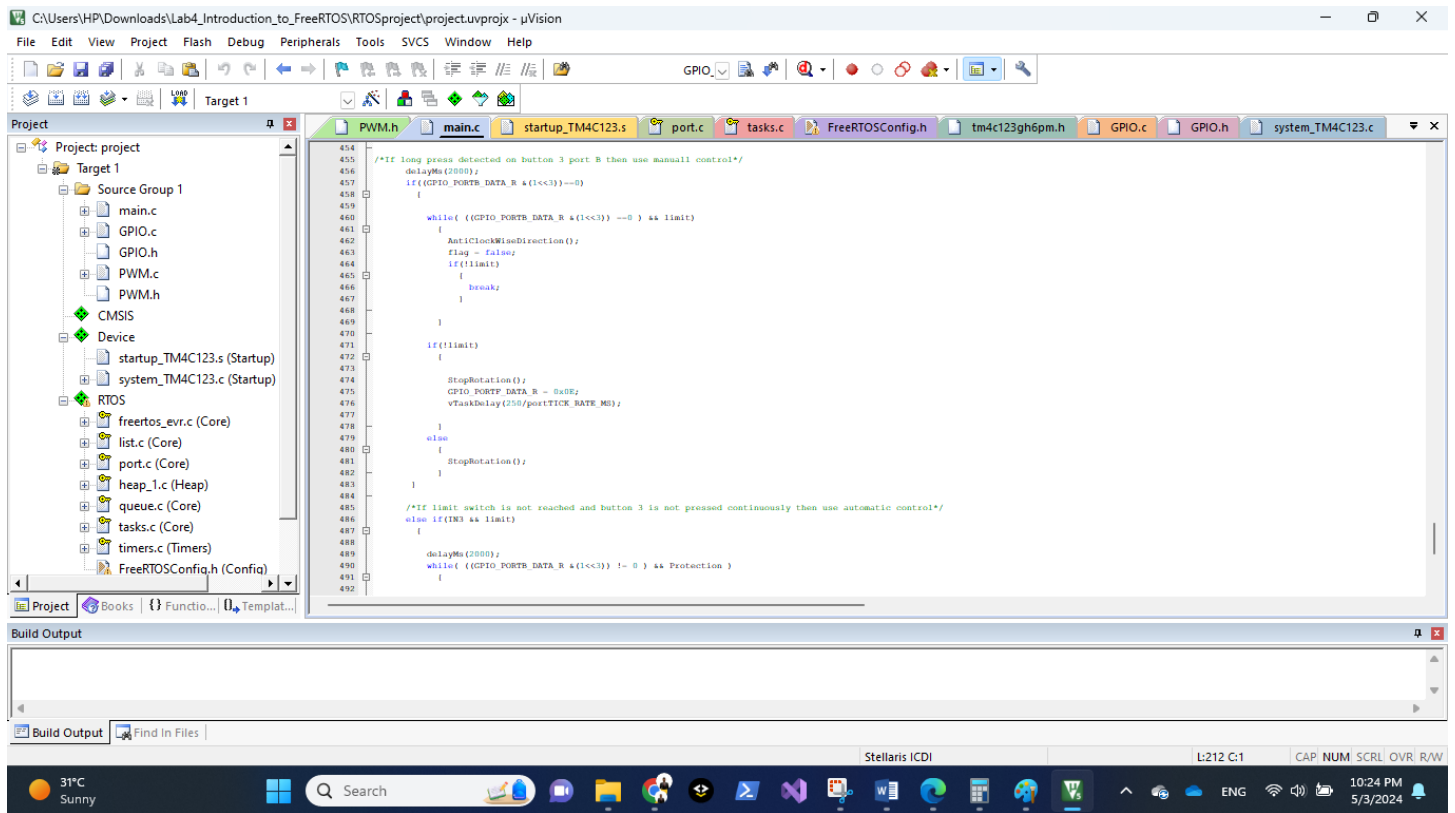 C:\Users\HP\Downloads\Lab4_Introduction_to_FreeRTOS\RTOSproject\project.uvprojx - µVision
File Edit View Project Flash Debug Peripherals Tools SVCS Window Help
GPIO_
LOAD
Target 1
Project
PWM.h main.c startup_TM4C123.s port.c tasks.c FreeRTOSConfig.h tm4c123gh6pm.h GPIO.c GPIO.h system_TM4C123.c
Project: project
Target 1
Source Group 1
main.c
GPIO.c
GPIO.h
PWM.c
PWM.h
CMSIS
Device
startup_TM4C123.s (Startup)
system_TM4C123.c (Startup)
RTOS
freertos_evr.c (Core)
list.c (Core)
port.c (Core)
heap_1.c (Heap)
queue.c (Core)
tasks.c (Core)
timers.c (Timers)
FreeRTOSConfig.h (Config)
Project Books {} Functio... Templat...
454
455 /*If long press detected on button 3 port B then use manuall control*/
456 delayMs(2000);
457 if((GPIO_PORTB_DATA_R &(1<<3))==0)
458 {
459
460 while( ((GPIO_PORTB_DATA_R &(1<<3)) ==0 ) && limit)
461 {
462 AntiClockWiseDirection();
463 flag = false;
464 if(!limit)
465 {
466 break;
467 }
468
469 }
470
471 if(!limit)
472 {
473
474 StopRotation();
475 GPIO_PORTF_DATA_R = 0x0E;
476 vTaskDelay(250/portTICK_RATE_MS);
477
478 }
479 else
480 {
481 StopRotation();
482 }
483 }
484
485 /*If limit switch is not reached and button 3 is not pressed continuously then use automatic control*/
486 else if(IN3 && limit)
487 {
488
489 delayMs(2000);
490 while( ((GPIO_PORTB_DATA_R &(1<<3)) != 0 ) && Protection )
491 {
492
Build Output
Build Output Find In Files
Stellaris ICDI L:212 C:1 CAP NUM SCRL OVR R/W
31°C
Sunny
Search
ENG
10:24 PM
5/3/2024